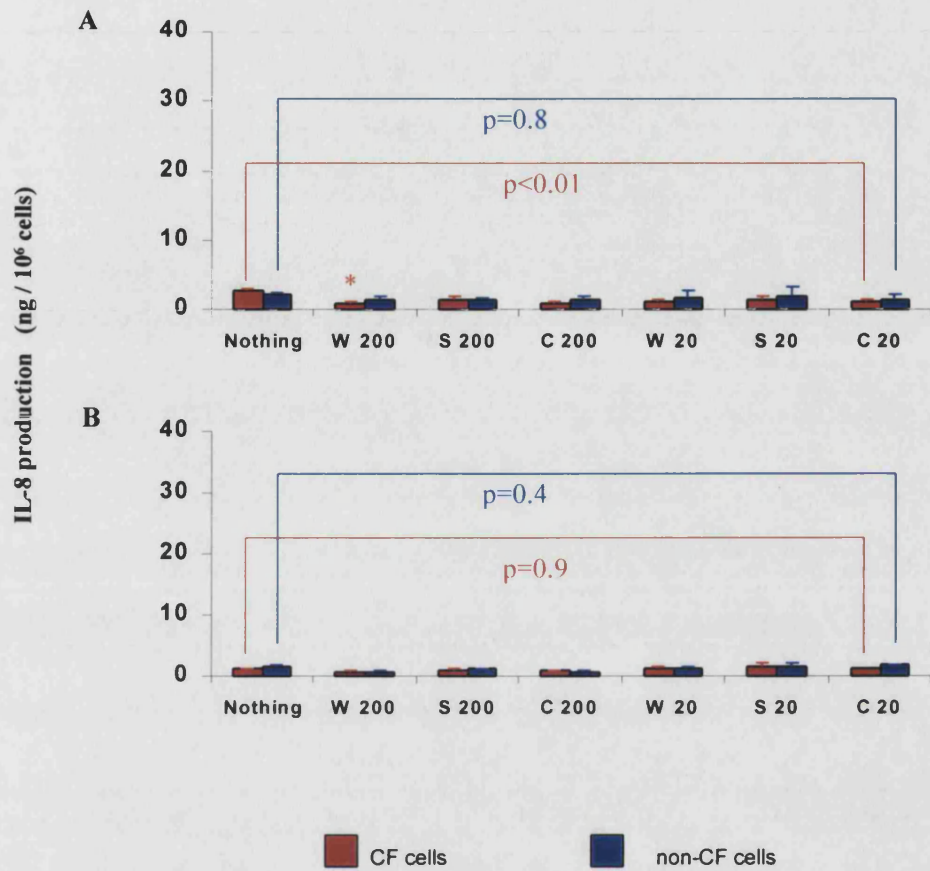 A
IL-8 production (ng / 10⁶ cells)
40
30
20
10
0
p=0.8
p<0.01
*
Nothing W 200 S 200 C 200 W 20 S 20 C 20
B
40
30
20
10
0
p=0.4
p=0.9
Nothing W 200 S 200 C 200 W 20 S 20 C 20
CF cells non-CF cells